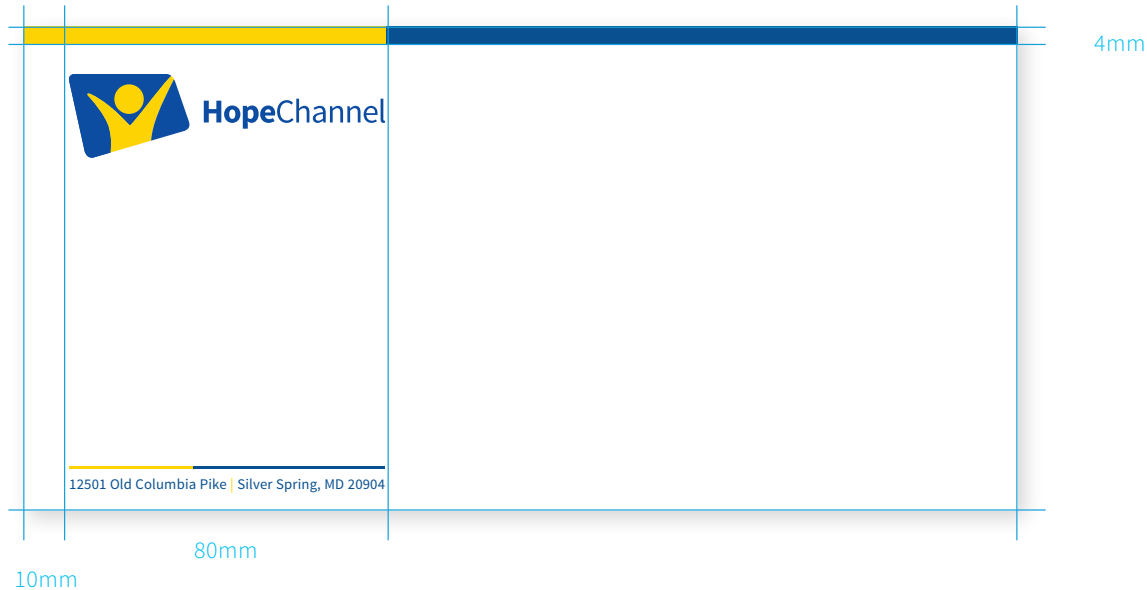 4mm
HopeChannel
12501 Old Columbia Pike | Silver Spring, MD 20904
80mm
10mm